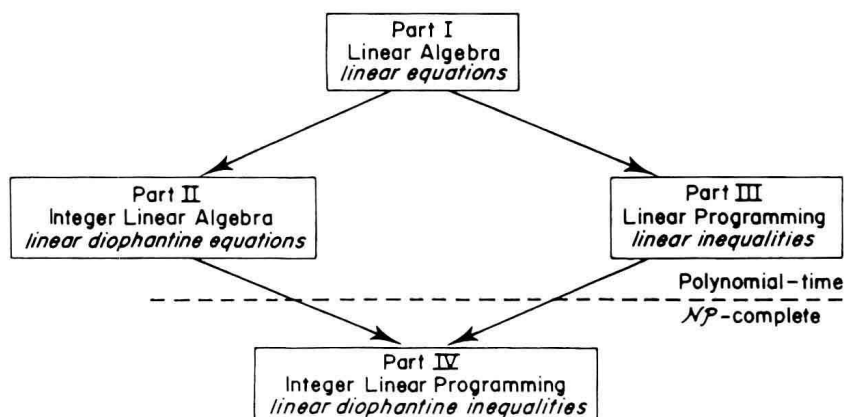 Part I
Linear Algebra
linear equations
Part II
Integer Linear Algebra
linear diophantine equations
Part III
Linear Programming
linear inequalities
Polynomial-time
NP-complete
Part IV
Integer Linear Programming
linear diophantine inequalities